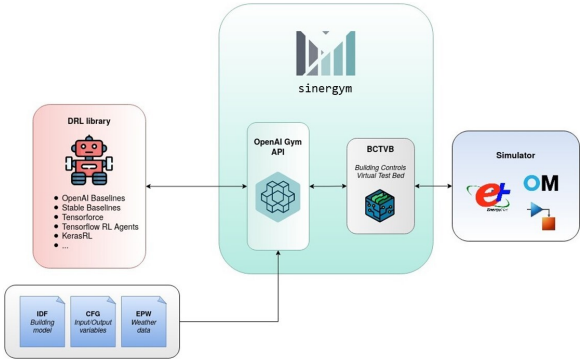 sinergym
DRL library
OpenAI Baselines
Stable Baselines
Tensorforce
Tensorflow RL Agents
KerasRL
...
OpenAI Gym
API
BCTVB
Building Controls
Virtual Test Bed
Simulator
e+
EnergyPlus
OM
IDF
Building
model
CFG
Input/Output
variables
EPW
Weather
data